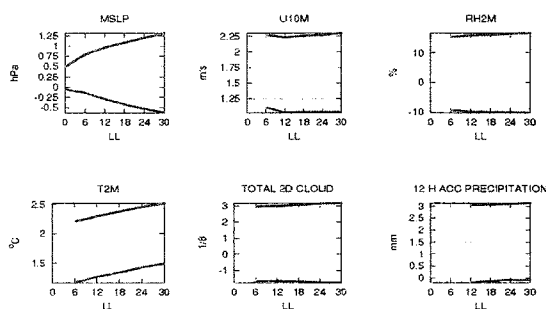 MSLP U10M RH2M
hPa
1.25
1
0.75
0.5
0.25
0
-0.25
-0.5
0 6 12 18 24 30
LL
m/s
2.25
2
1.75
1.5
1.25
0 6 12 18 24 30
LL
%
10
0
-10
0 6 12 18 24 30
LL
T2M TOTAL 2D CLOUD 12 H ACC PRECIPITATION
°C
2.5
2
1.5
0 6 12 18 24 30
LL
1/8
3
2
1
0
-1
0 6 12 18 24 30
LL
mm
3
2.5
2
1.5
1
0.5
0
0 6 12 18 24 30
LL